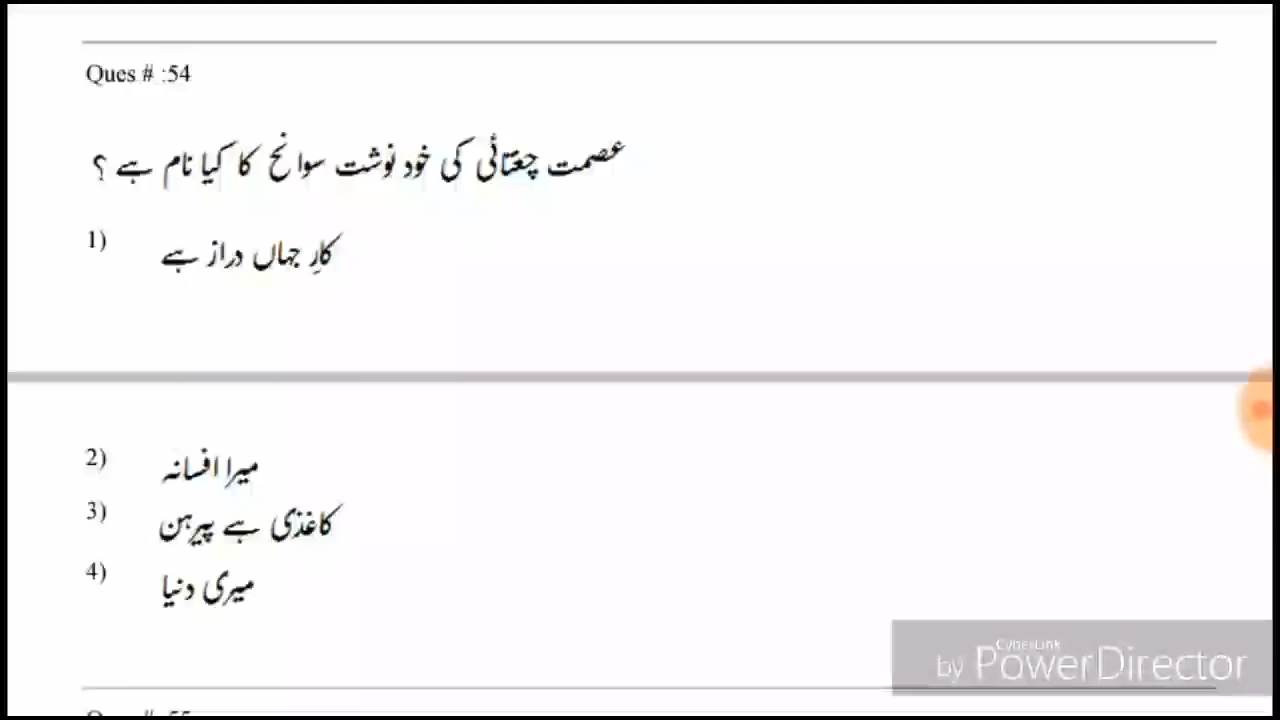 Ques # :54
عصمت چغتائی کی خود نوشت سوانح کا کیا نام ہے ؟
1) کارِ جہاں دراز ہے
2) میرا افسانہ
3) کاغذی ہے پیرہن
4) میری دنیا
CyberLink
by PowerDirector